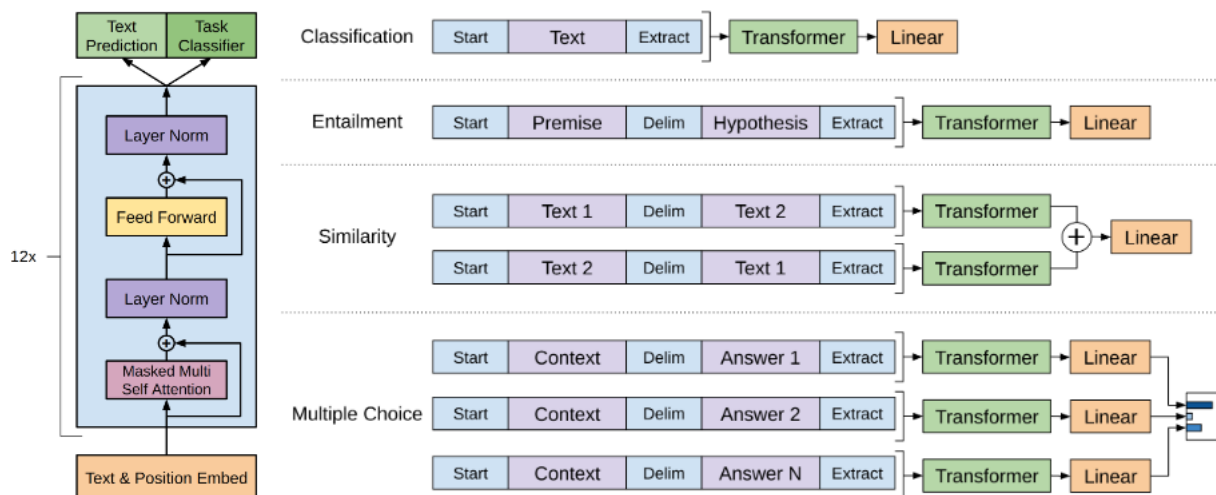 Text
Prediction
Task
Classifier
12x
Layer Norm
Feed Forward
Layer Norm
Masked Multi
Self Attention
Text & Position Embed
Classification
Start
Text
Extract
Transformer
Linear
Entailment
Start
Premise
Delim
Hypothesis
Extract
Transformer
Linear
Similarity
Start
Text 1
Delim
Text 2
Extract
Transformer
Start
Text 2
Delim
Text 1
Extract
Transformer
Linear
Multiple Choice
Start
Context
Delim
Answer 1
Extract
Transformer
Linear
Start
Context
Delim
Answer 2
Extract
Transformer
Linear
Start
Context
Delim
Answer N
Extract
Transformer
Linear